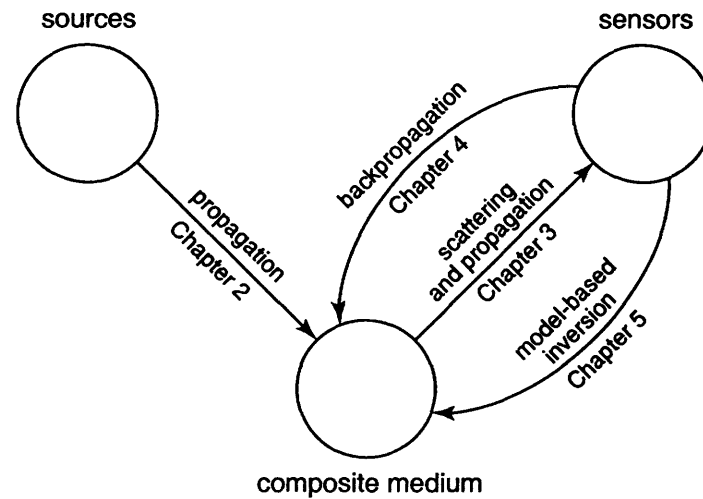 sources
sensors
backpropagation
Chapter 4
propagation
Chapter 2
scattering
and propagation
Chapter 3
model-based
inversion
Chapter 5
composite medium